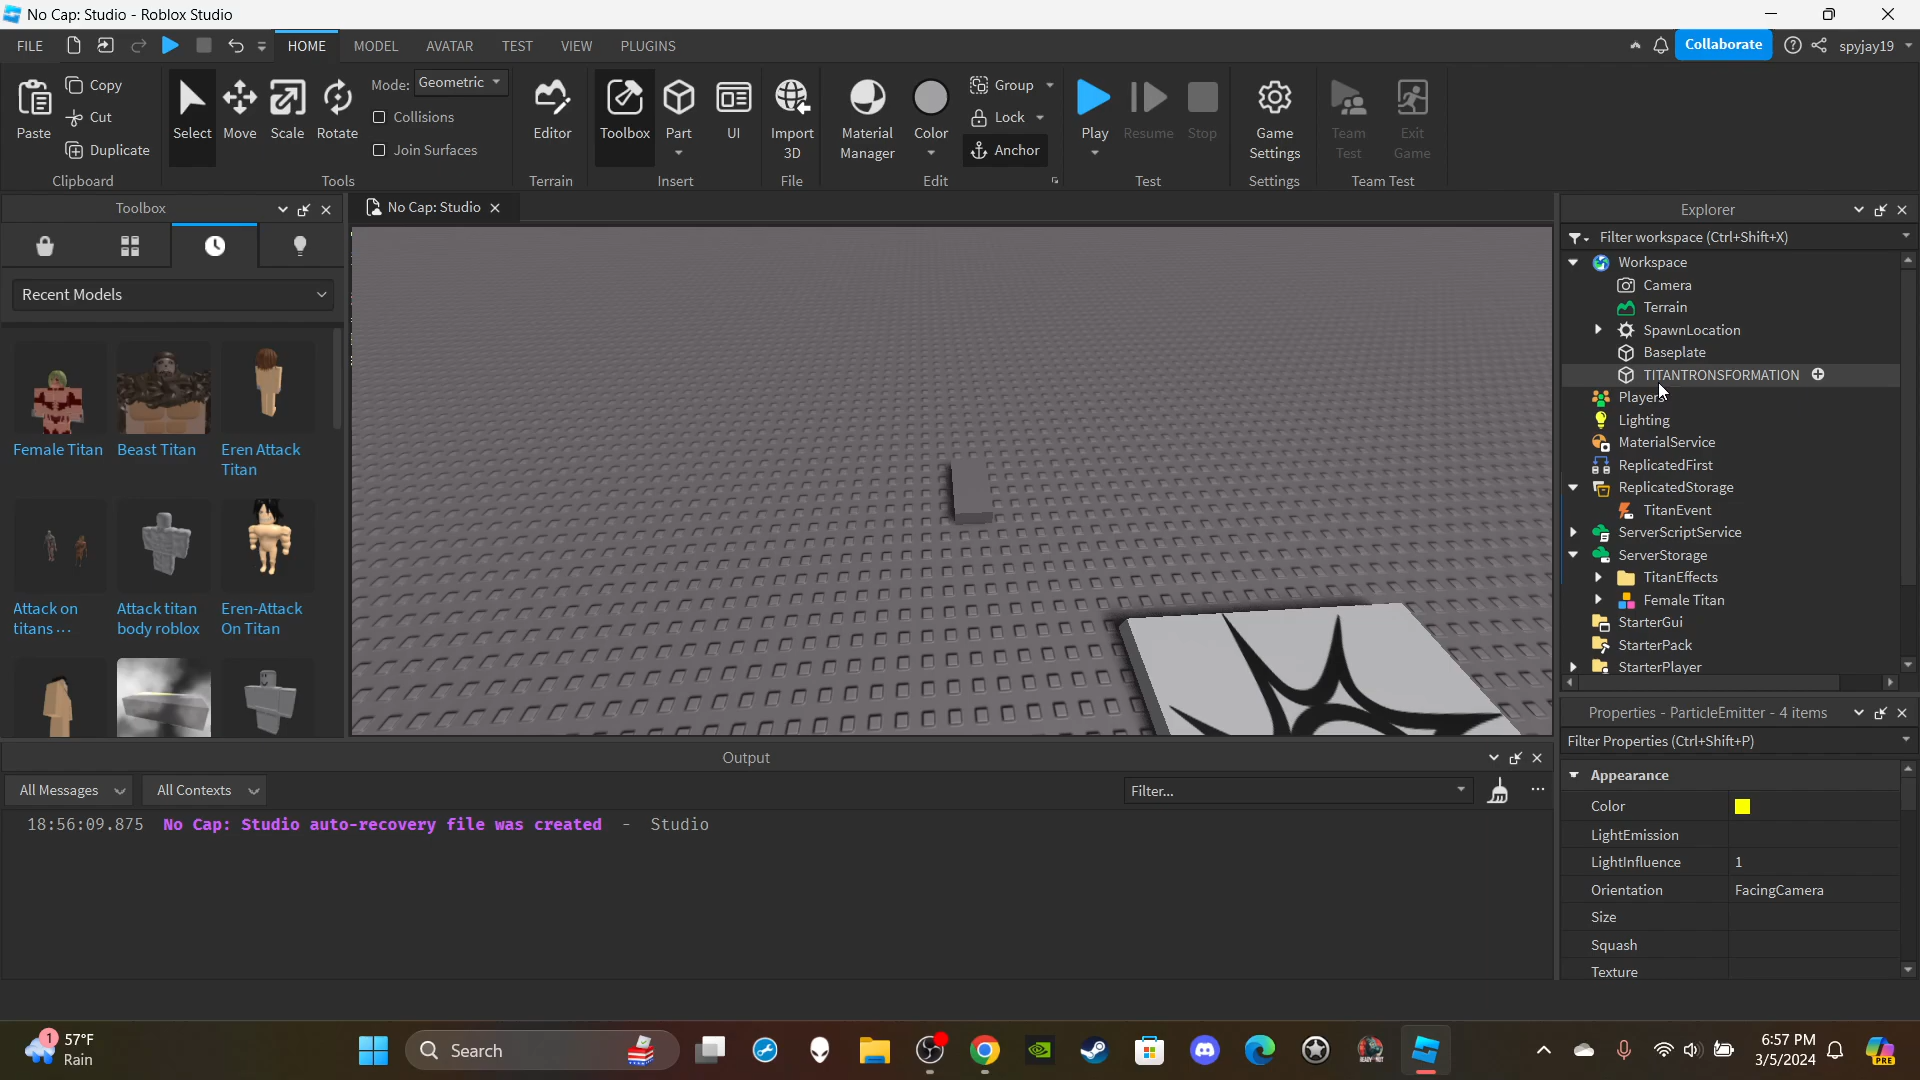 No Cap: Studio - Roblox Studio
FILE
HOME
MODEL
AVATAR
TEST
VIEW
PLUGINS
Collaborate
spyjay19
Paste
Copy
Cut
Duplicate
Clipboard
Select
Move
Scale
Rotate
Mode: Geometric
Collisions
Join Surfaces
Tools
Editor
Terrain
Toolbox
Part
UI
Insert
Import 3D
File
Material Manager
Color
Group
Lock
Anchor
Edit
Play
Resume
Stop
Test
Game Settings
Settings
Team Test
Exit Game
Team Test
Toolbox
Recent Models
Female Titan
Beast Titan
Eren Attack Titan
Attack on titans ...
Attack titan body roblox
Eren-Attack On Titan
No Cap: Studio
Explorer
Filter workspace (Ctrl+Shift+X)
Workspace
Camera
Terrain
SpawnLocation
Baseplate
TITANTRONSFORMATION
Players
Lighting
MaterialService
ReplicatedFirst
ReplicatedStorage
TitanEvent
ServerScriptService
ServerStorage
TitanEffects
Female Titan
StarterGui
StarterPack
StarterPlayer
Properties - ParticleEmitter - 4 items
Filter Properties (Ctrl+Shift+P)
Appearance
Color
LightEmission
LightInfluence 1
Orientation FacingCamera
Size
Squash
Texture
Output
All Messages
All Contexts
Filter...
18:56:09.875 No Cap: Studio auto-recovery file was created - Studio
1
57°F
Rain
Search
READY NOT
6:57 PM
3/5/2024
PRE